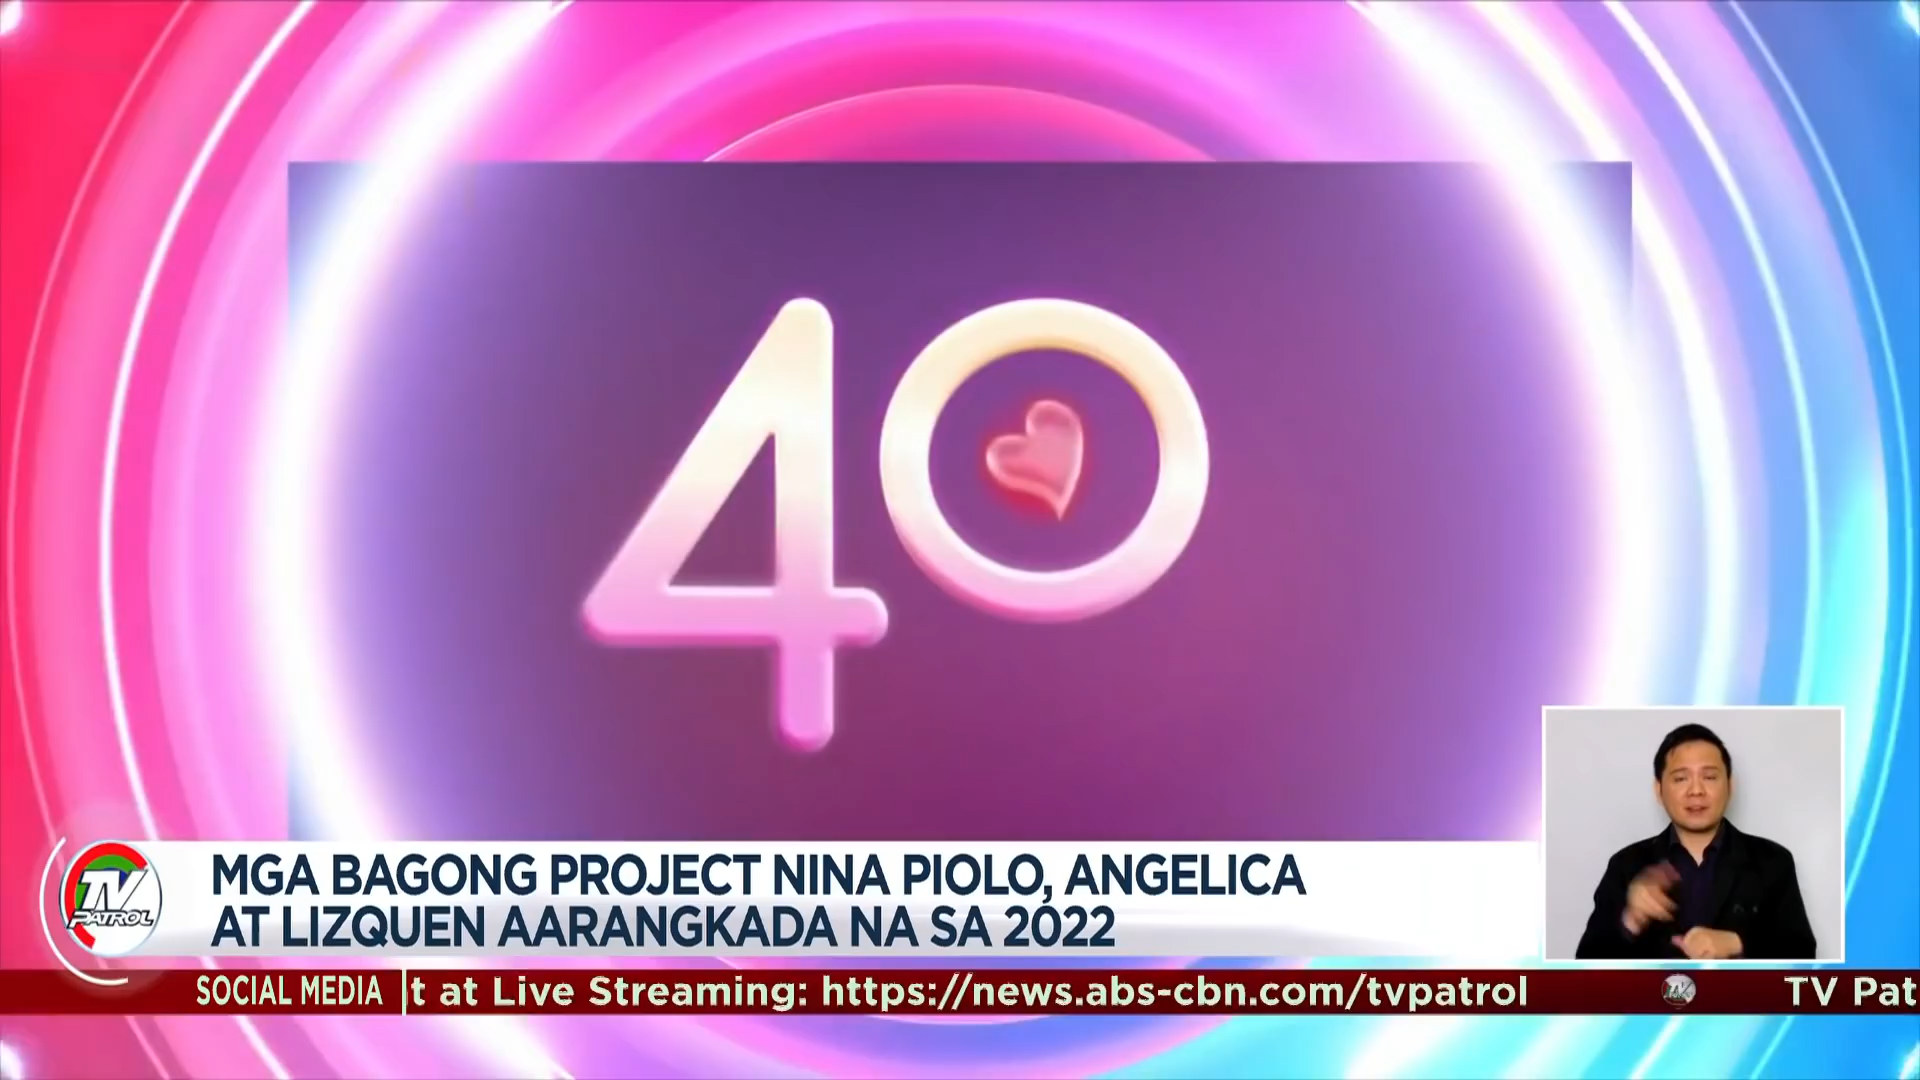 40
MGA BAGONG PROJECT NINA PIOLO, ANGELICA
AT LIZQUEN AARANGKADA NA SA 2022
TV
PATROL
SOCIAL MEDIA
t at Live Streaming: https://news.abs-cbn.com/tvpatrol
TV Pat